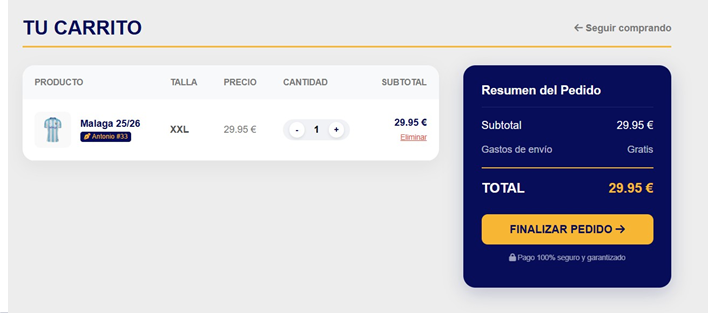 TU CARRITO
← Seguir comprando
PRODUCTO TALLA PRECIO CANTIDAD SUBTOTAL
Malaga 25/26 XXL 29.95 € - 1 + 29.95 €
Antonio #33 Eliminar
Resumen del Pedido
Subtotal 29.95 €
Gastos de envío Gratis
TOTAL 29.95 €
FINALIZAR PEDIDO →
Pago 100% seguro y garantizado